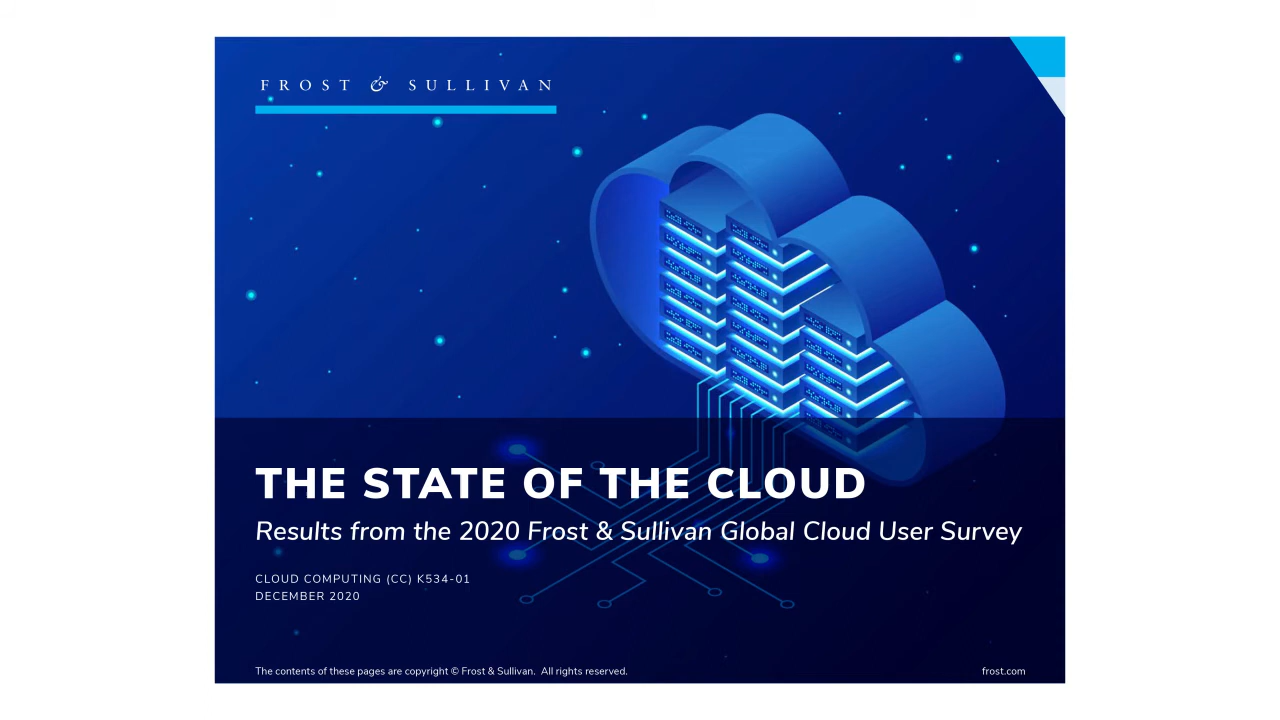 FROST & SULLIVAN
THE STATE OF THE CLOUD
Results from the 2020 Frost & Sullivan Global Cloud User Survey
CLOUD COMPUTING (CC) K534-01
DECEMBER 2020
The contents of these pages are copyright © Frost & Sullivan. All rights reserved.
frost.com